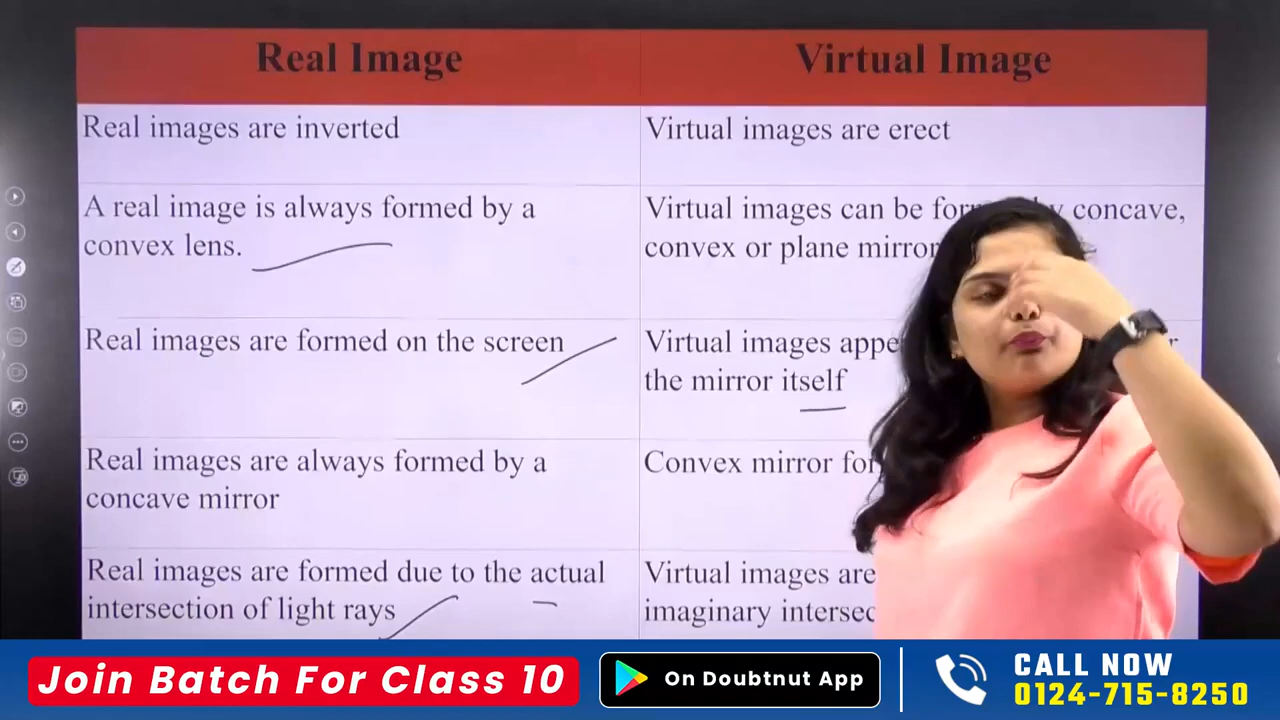 Real Image
Virtual Image
Real images are inverted
Virtual images are erect
A real image is always formed by a
convex lens.
Virtual images can be concave,
convex or plane mirror
Real images are formed on the screen
Virtual images
the mirror itself
Real images are always formed by a
concave mirror
Convex mirror
Real images are formed due to the actual
intersection of light rays
Virtual images are
imaginary
Join Batch For Class 10
On Doubtnut App
CALL NOW
0124-715-8250